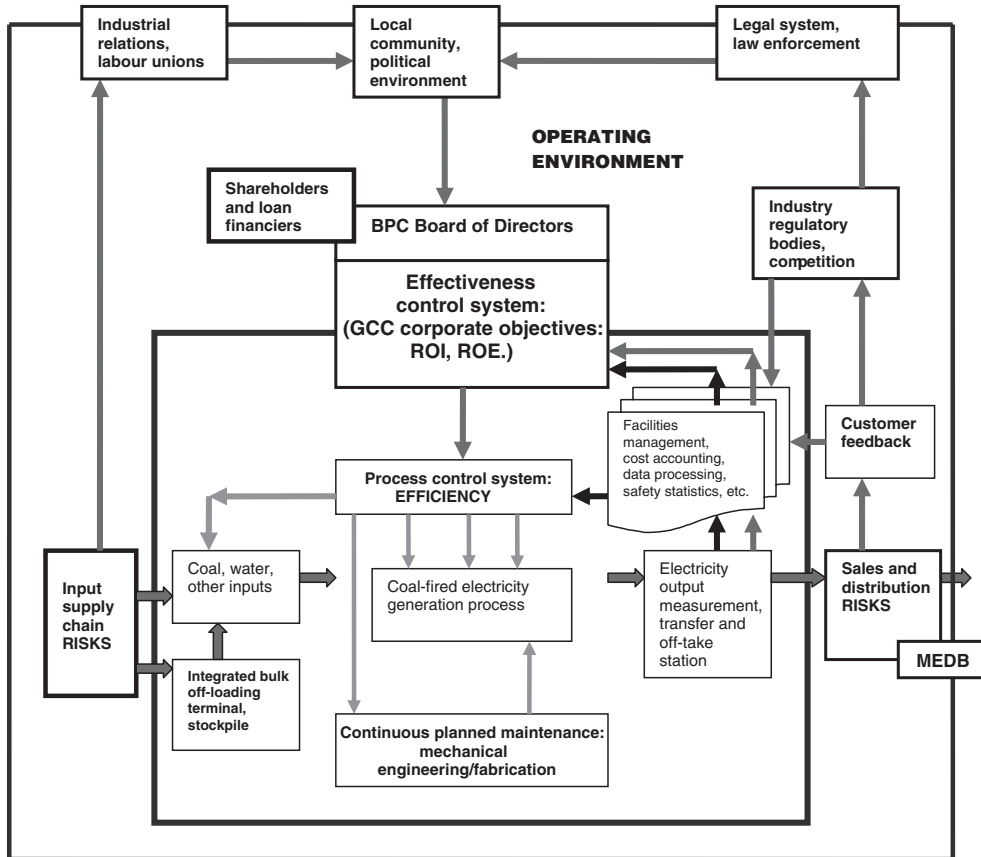 Industrial
relations,
labour unions
Local
community,
political
environment
Legal system,
law enforcement
OPERATING
ENVIRONMENT
Shareholders
and loan
financiers
BPC Board of Directors
Industry
regulatory
bodies,
competition
Effectiveness
control system:
(GCC corporate objectives:
ROI, ROE.)
Facilities
management,
cost accounting,
data processing,
safety statistics, etc.
Customer
feedback
Process control system:
EFFICIENCY
Input
supply
chain
RISKS
Coal, water,
other inputs
Coal-fired electricity
generation process
Electricity
output
measurement,
transfer and
off-take
station
Sales and
distribution
RISKS
MEDB
Integrated bulk
off-loading
terminal,
stockpile
Continuous planned maintenance:
mechanical
engineering/fabrication